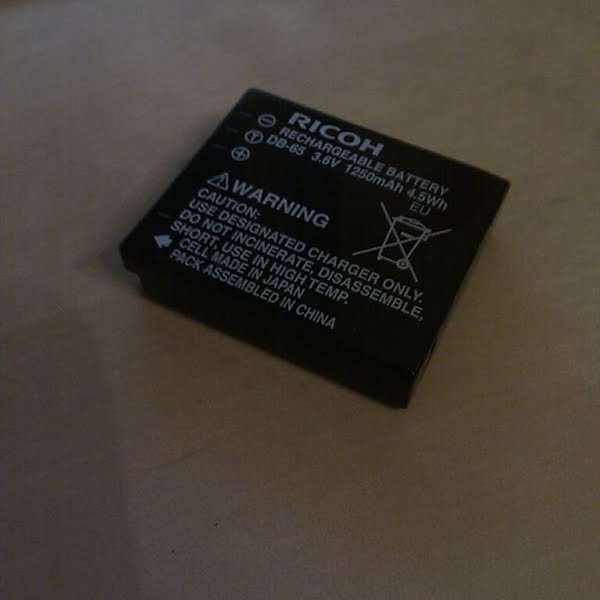 RICOH
RECHARGEABLE BATTERY
DB-65 3.6V 1250mAh 4.5Wh
EU
WARNING
CAUTION:
USE DESIGNATED CHARGER ONLY.
DO NOT INCINERATE, DISASSEMBLE,
SHORT, USE IN HIGH TEMP.
CELL MADE IN JAPAN
PACK ASSEMBLED IN CHINA